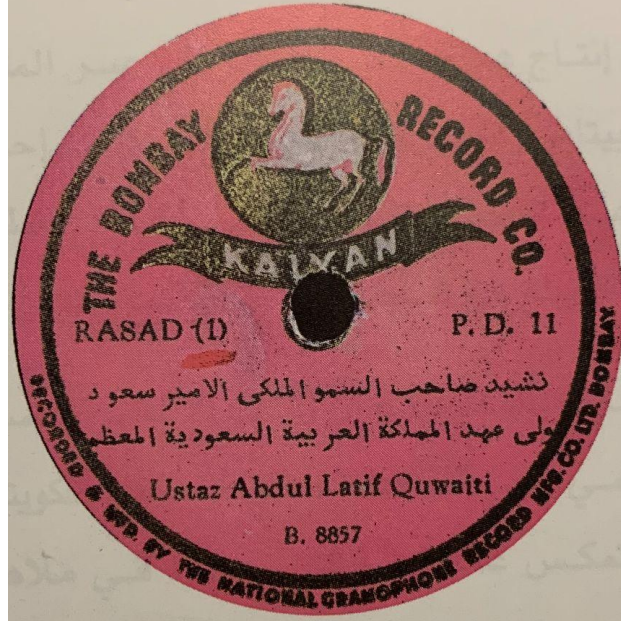 THE BOMBAY RECORD CO.
KALYAN
RASAD (1)
P. D. 11
نشيد صاحب السمو الملكى الامير سعود
ولى عهد المملكة العربية السعودية المعظم
Ustaz Abdul Latif Quwaiti
B. 8857
RECORDED & MFD. BY THE NATIONAL GRAMOPHONE RECORD MFG. CO. LTD. BOMBAY.